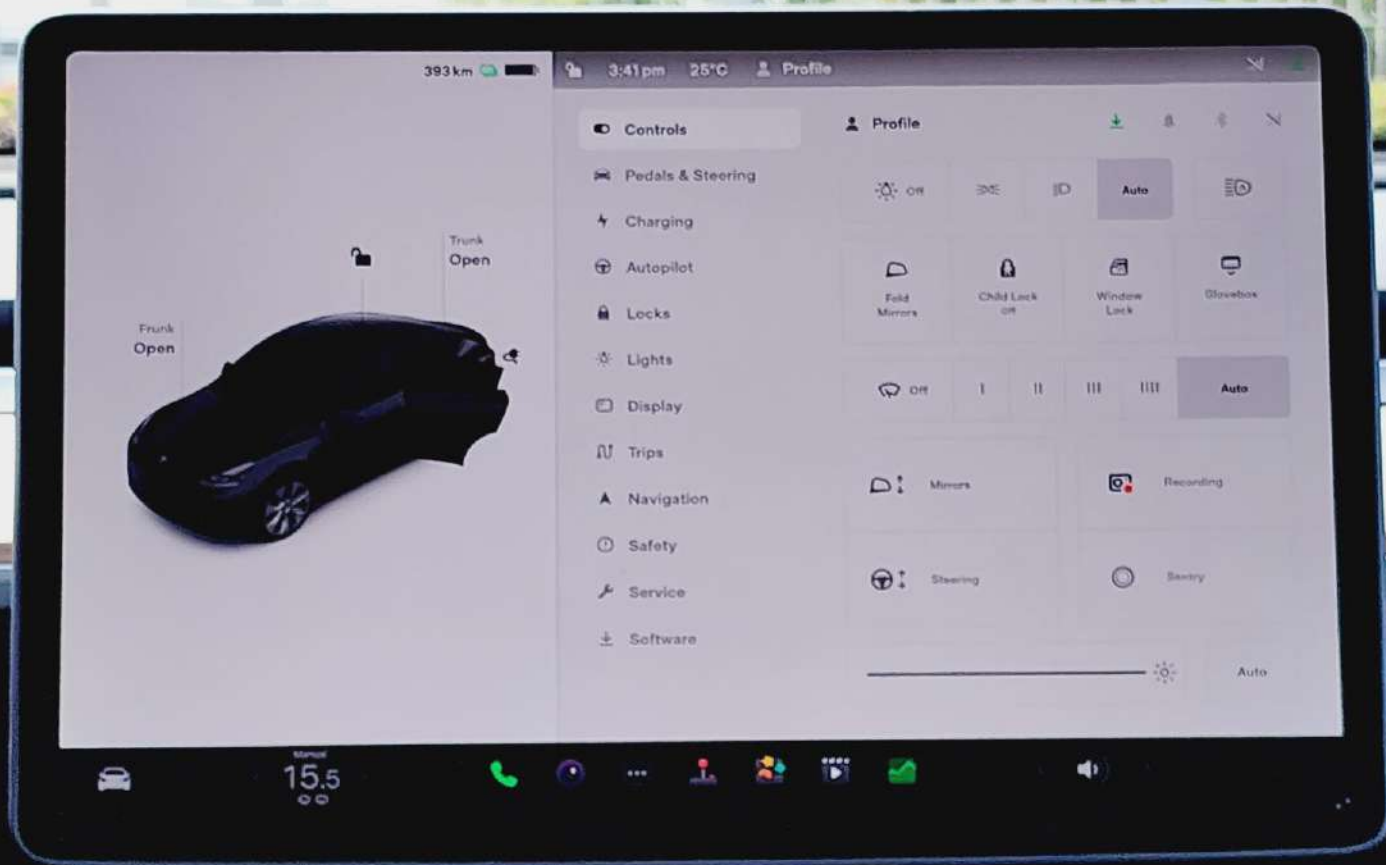 393 km
3:41 pm 25°C Profile
Controls
Pedals & Steering
Charging
Autopilot
Locks
Lights
Display
Trips
Navigation
Safety
Service
Software
Trunk
Open
Frunk
Open
Profile
Off
Auto
Fold
Mirrors
Child Lock
Off
Window
Lock
Glovebox
Off I II III IIII Auto
Mirrors
Recording
Steering
Sentry
Auto
Manual
15.5